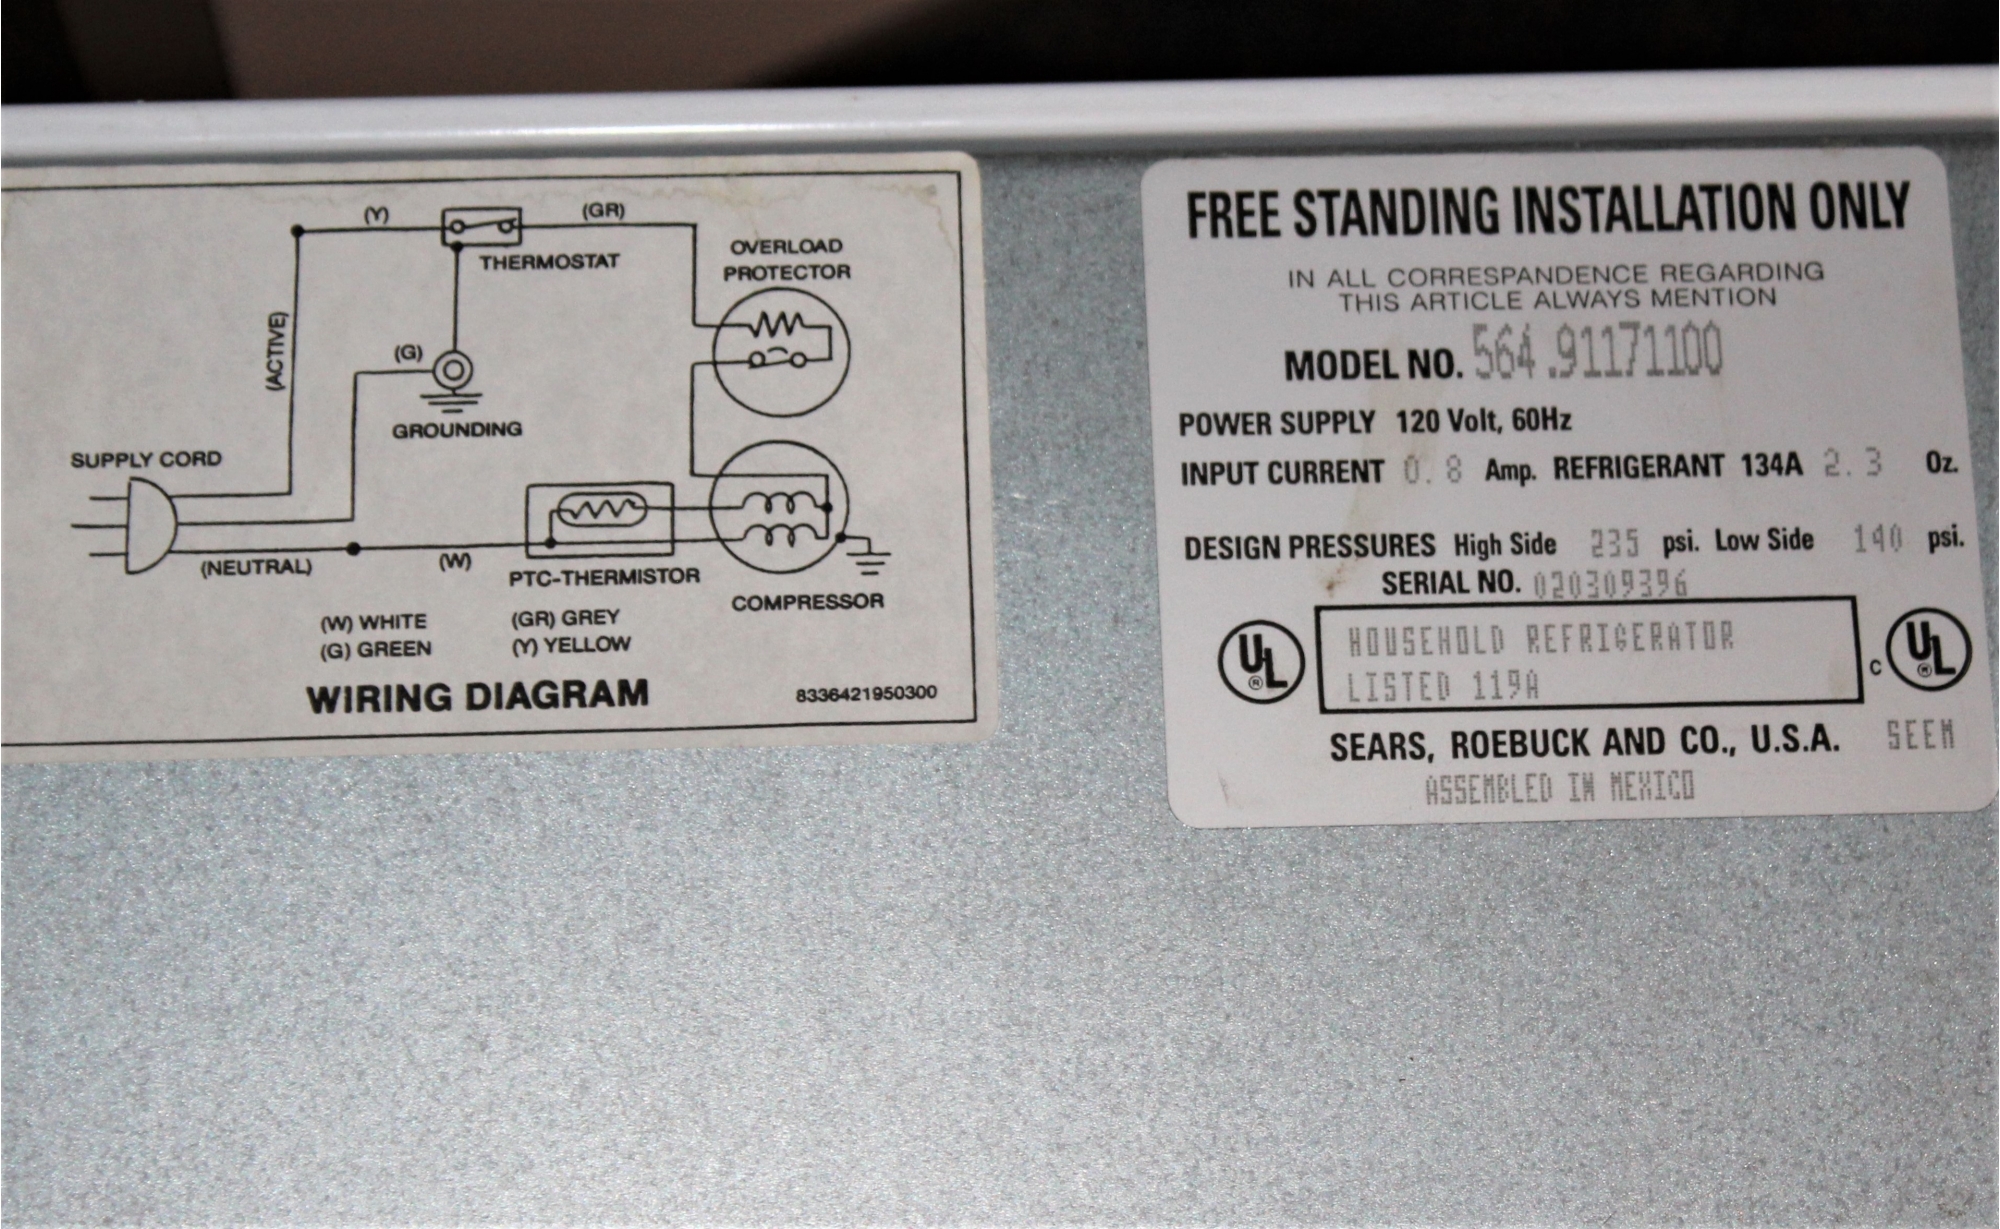 (Y)
(GR)
THERMOSTAT
OVERLOAD
PROTECTOR
(ACTIVE)
(G)
GROUNDING
SUPPLY CORD
(NEUTRAL)
(W)
PTC-THERMISTOR
COMPRESSOR
(W) WHITE (GR) GREY
(G) GREEN (Y) YELLOW
WIRING DIAGRAM 8336421950300
FREE STANDING INSTALLATION ONLY
IN ALL CORRESPANDENCE REGARDING
THIS ARTICLE ALWAYS MENTION
MODEL NO. 564.91171100
POWER SUPPLY 120 Volt, 60Hz
INPUT CURRENT 0.8 Amp. REFRIGERANT 134A 2.3 Oz.
DESIGN PRESSURES High Side 235 psi. Low Side 140 psi.
SERIAL NO. 020309396
UL ® HOUSEHOLD REFRIGERATOR c UL ®
LISTED 119A
SEARS, ROEBUCK AND CO., U.S.A. SEEM
ASSEMBLED IN MEXICO